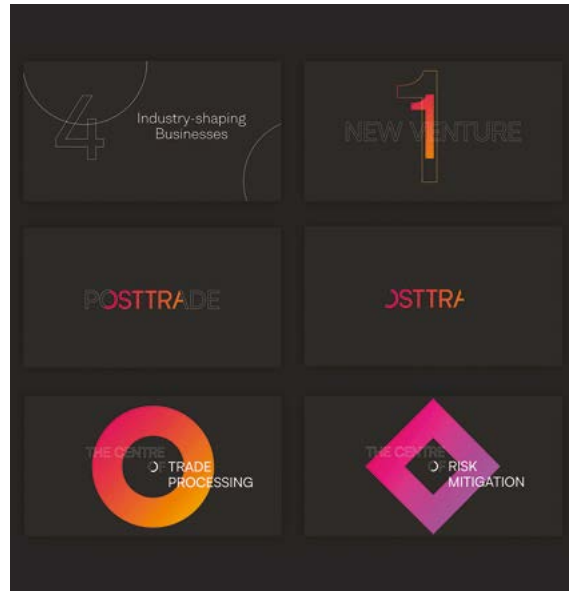 4
Industry-shaping
Businesses
1
NEW VENTURE
POSTTRADE
OSTTRA
THE CENTRE
OF TRADE
PROCESSING
THE CENTRE
OF RISK
MITIGATION